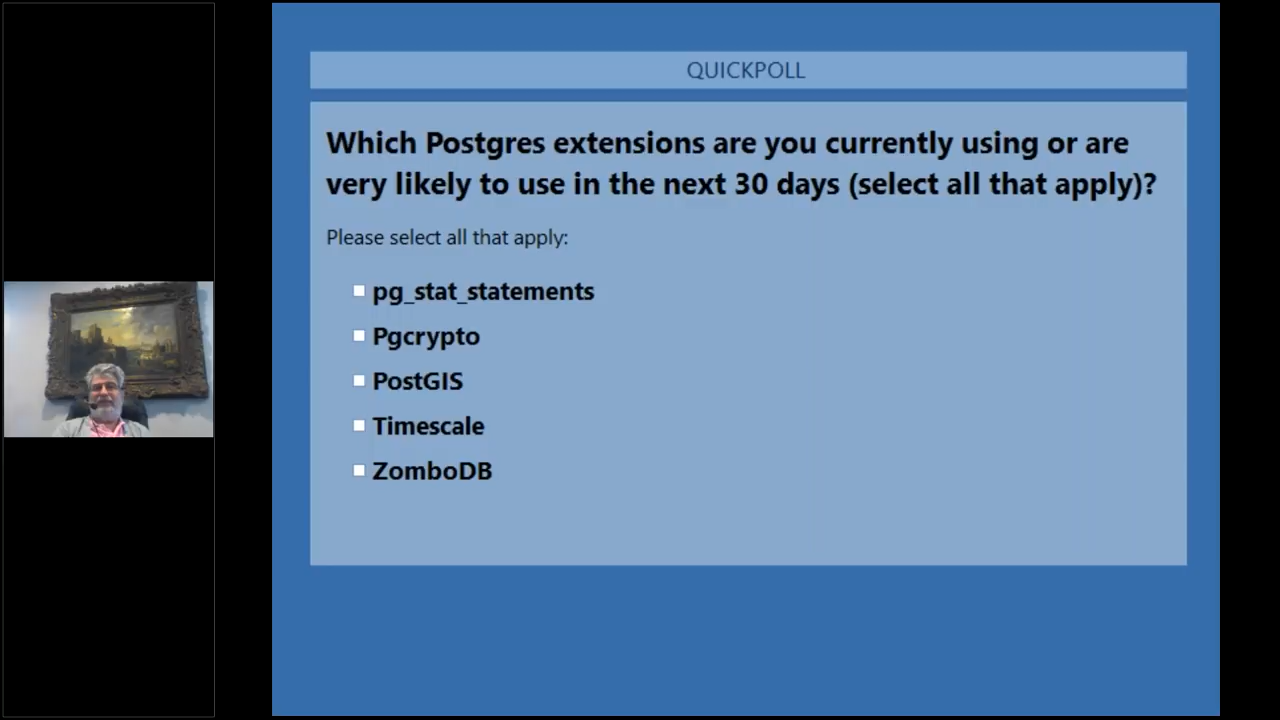 QUICKPOLL
Which Postgres extensions are you currently using or are
very likely to use in the next 30 days (select all that apply)?
Please select all that apply:
pg_stat_statements
Pgcrypto
PostGIS
Timescale
ZomboDB